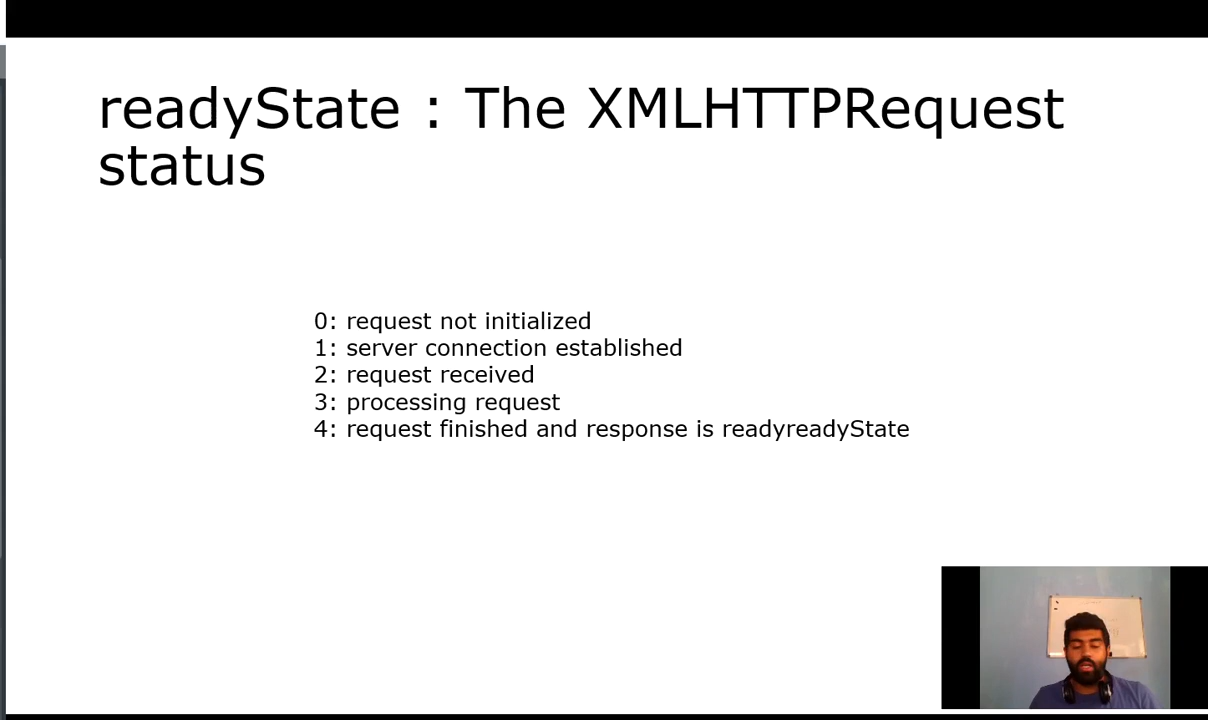 readyState : The XMLHTTPRequest
status
0: request not initialized
1: server connection established
2: request received
3: processing request
4: request finished and response is readyreadyState